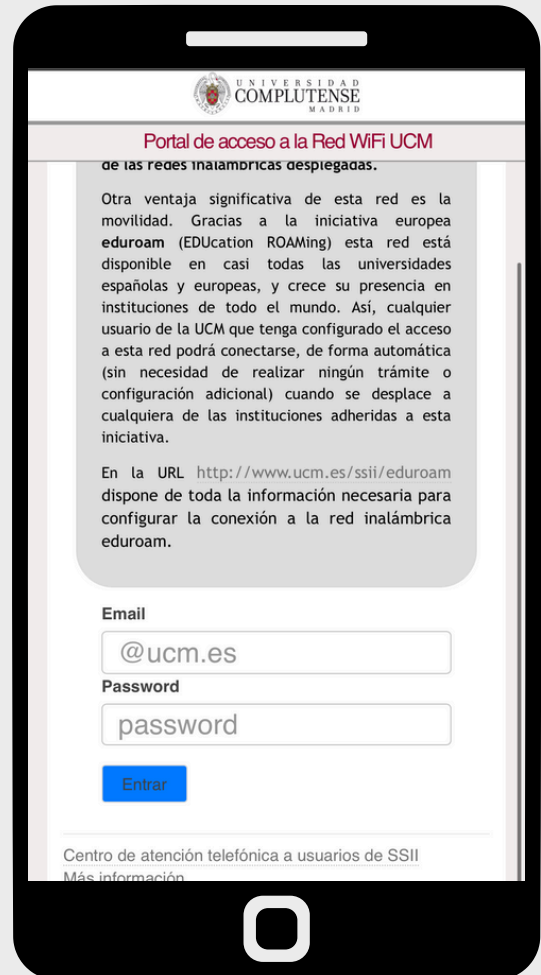 UNIVERSIDAD
COMPLUTENSE
MADRID
Portal de acceso a la Red WiFi UCM
de las redes inalámbricas desplegadas.
Otra ventaja significativa de esta red es la
movilidad. Gracias a la iniciativa europea
eduroam (EDucation ROAMing) esta red está
disponible en casi todas las universidades
españolas y europeas, y crece su presencia en
instituciones de todo el mundo. Así, cualquier
usuario de la UCM que tenga configurado el acceso
a esta red podrá conectarse, de forma automática
(sin necesidad de realizar ningún trámite o
configuración adicional) cuando se desplace a
cualquiera de las instituciones adheridas a esta
iniciativa.
En la URL http://www.ucm.es/ssii/eduroam
dispone de toda la información necesaria para
configurar la conexión a la red inalámbrica
eduroam.
Email
@ucm.es
Password
password
Entrar
Centro de atención telefónica a usuarios de SSII
Más información